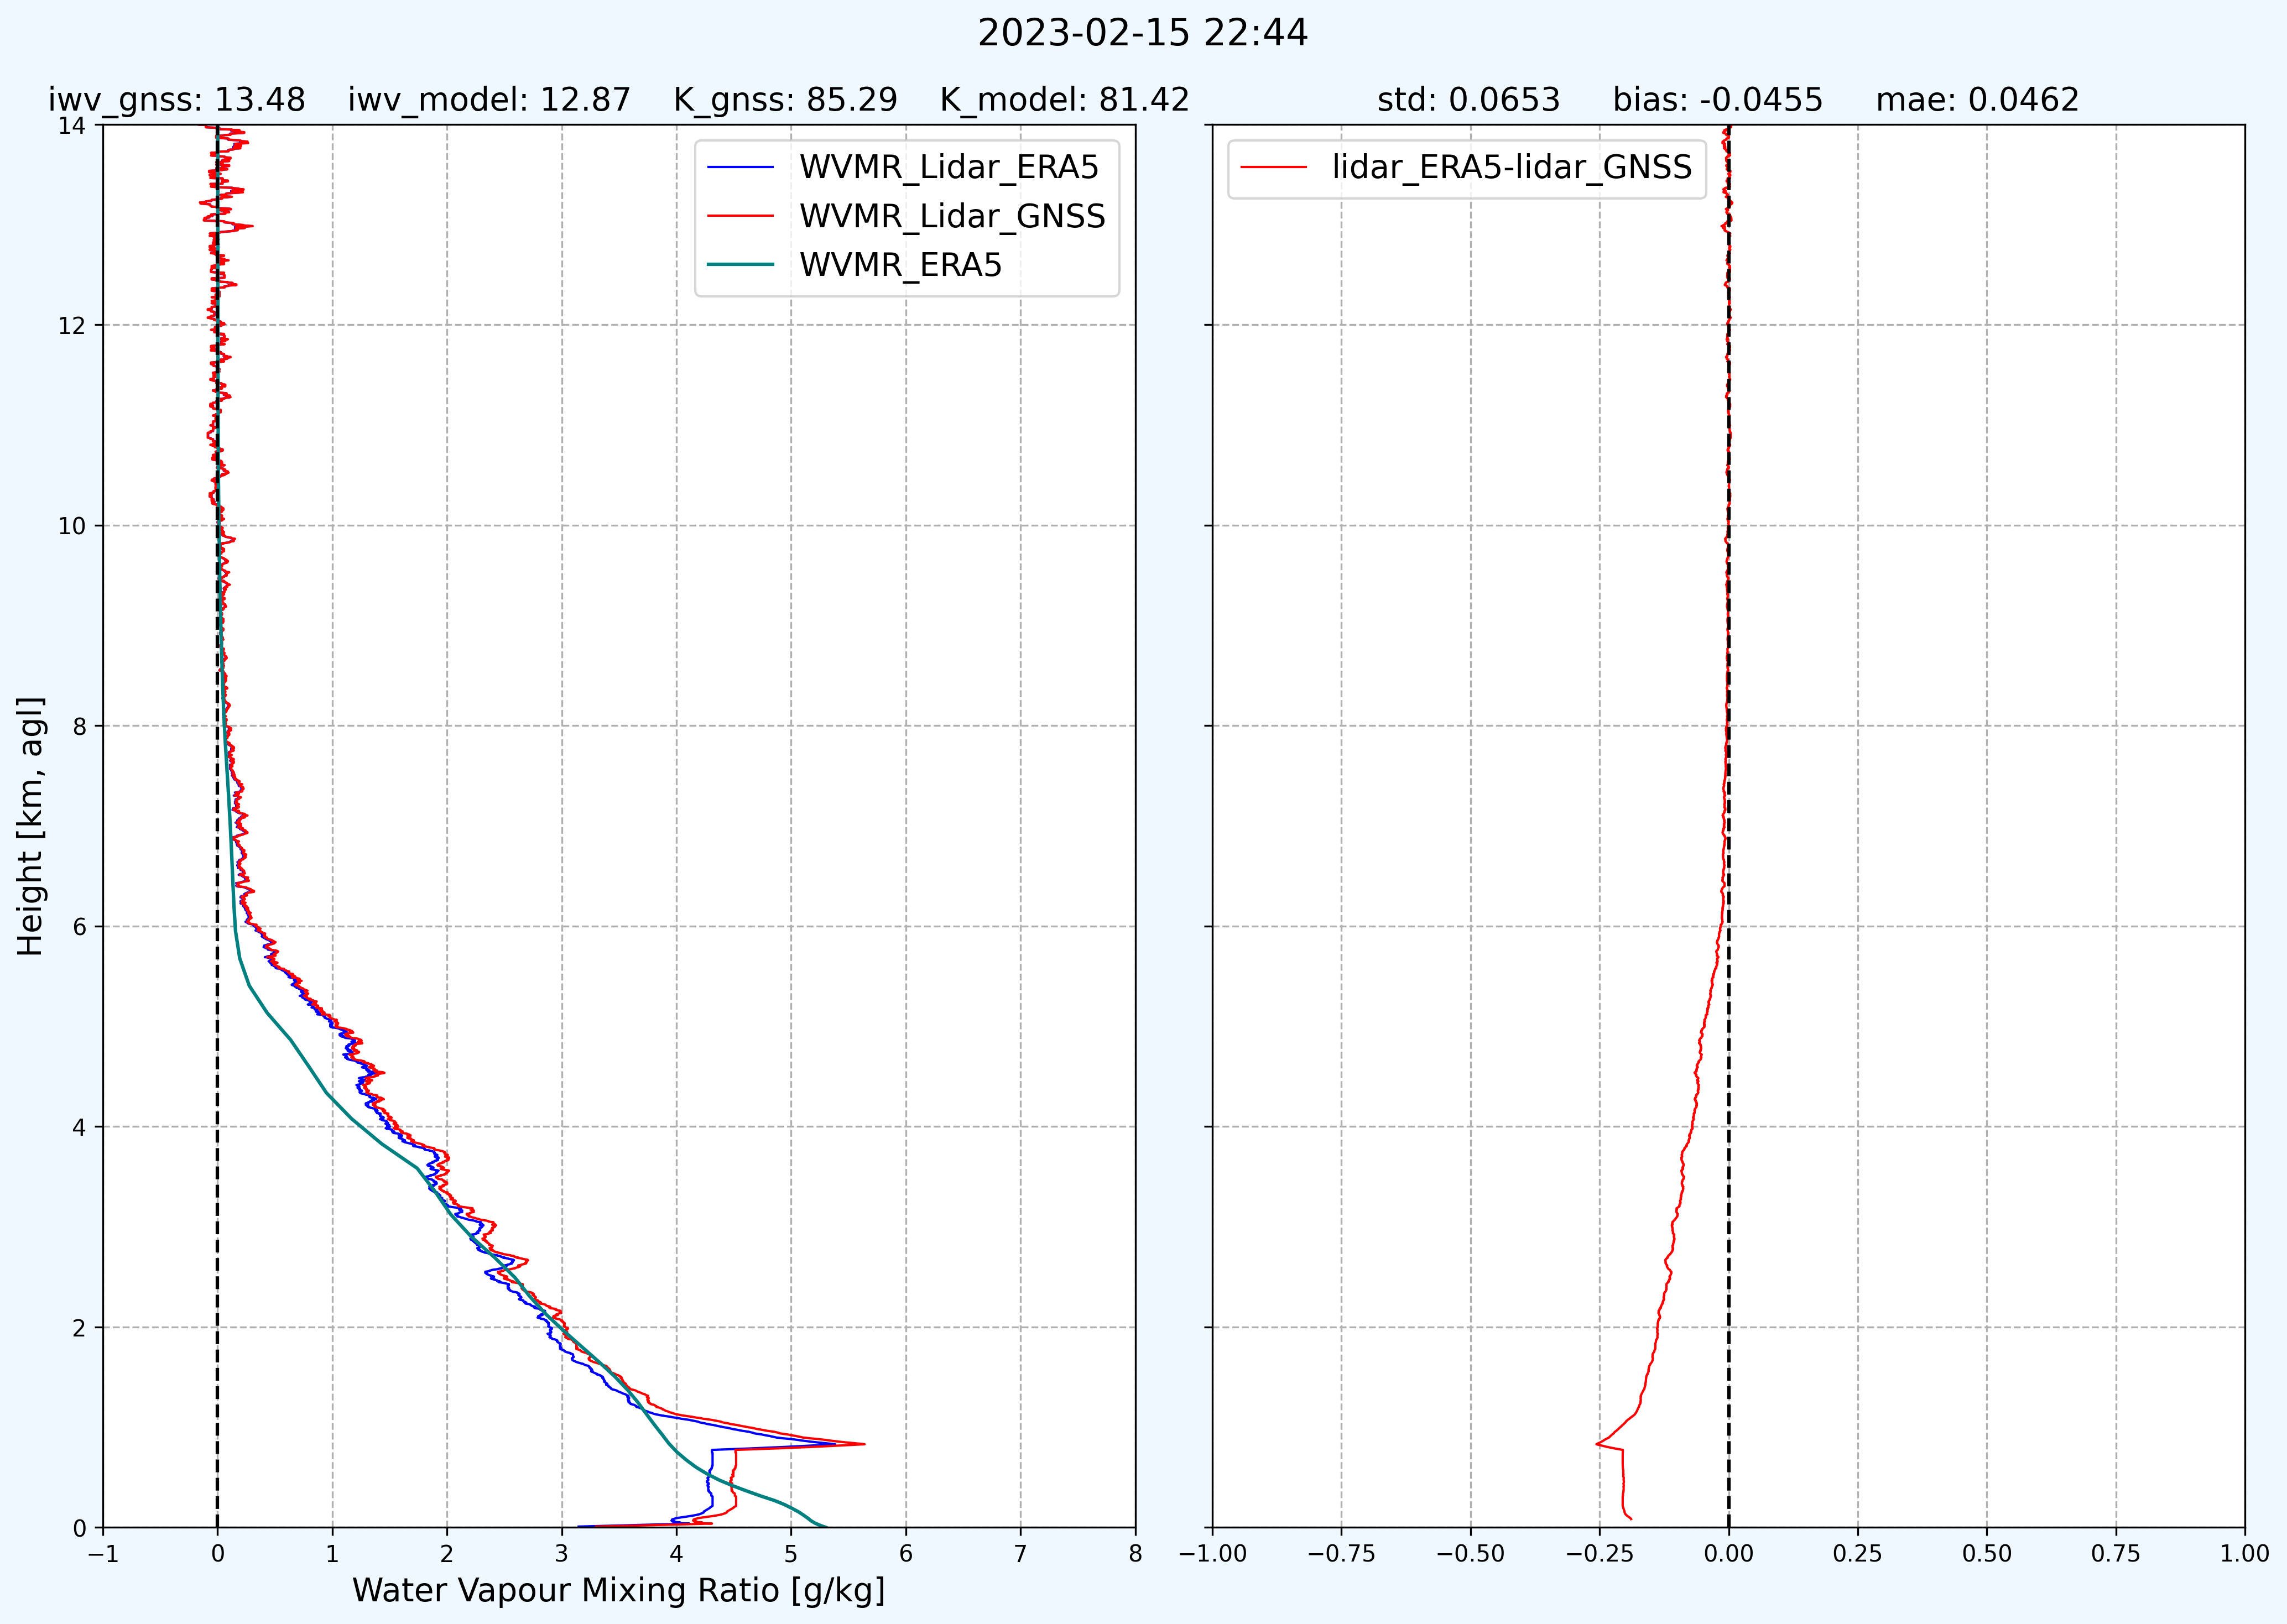 2023-02-15 22:44
iwv_gnss: 13.48 iwv_model: 12.87 K_gnss: 85.29 K_model: 81.42
std: 0.0653 bias: -0.0455 mae: 0.0462
WVMR_Lidar_ERA5
WVMR_Lidar_GNSS
WVMR_ERA5
lidar_ERA5-lidar_GNSS
Height [km, agl]
14
12
10
8
6
4
2
0
−1 0 1 2 3 4 5 6 7 8
Water Vapour Mixing Ratio [g/kg]
−1.00 −0.75 −0.50 −0.25 0.00 0.25 0.50 0.75 1.00